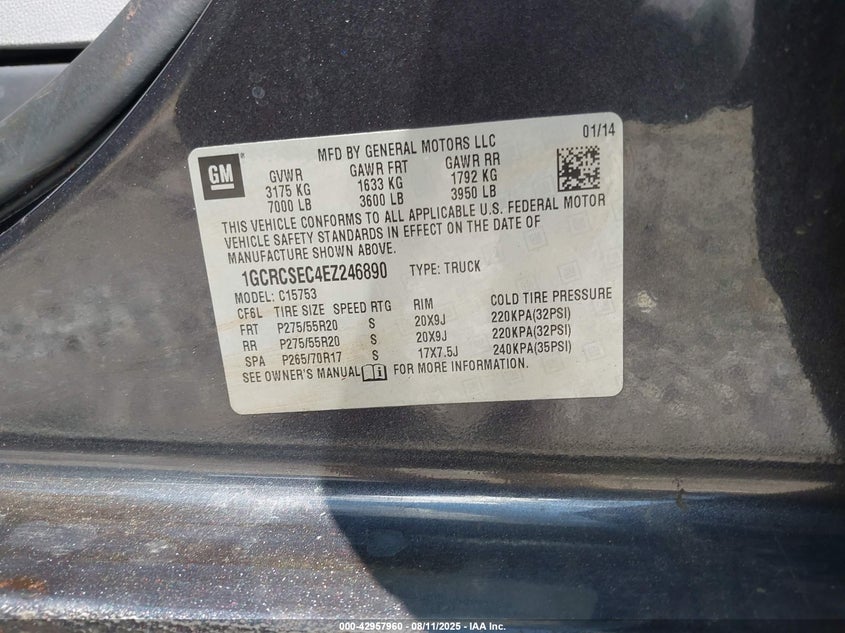 MFD BY GENERAL MOTORS LLC 01/14
GM
GVWR GAWR FRT GAWR RR
3175 KG 1633 KG 1792 KG
7000 LB 3600 LB 3950 LB
THIS VEHICLE CONFORMS TO ALL APPLICABLE U.S. FEDERAL MOTOR
VEHICLE SAFETY STANDARDS IN EFFECT ON THE DATE OF
MANUFACTURE SHOWN ABOVE.
1GCRCSEC4EZ246890 TYPE: TRUCK
MODEL: C15753
CF6L TIRE SIZE SPEED RTG RIM COLD TIRE PRESSURE
FRT P275/55R20 S 20X9J 220KPA(32PSI)
RR P275/55R20 S 20X9J 220KPA(32PSI)
SPA P265/70R17 S 17X7.5J 240KPA(35PSI)
SEE OWNER'S MANUAL FOR MORE INFORMATION.
000-42957960 - 08/11/2025 - IAA Inc.